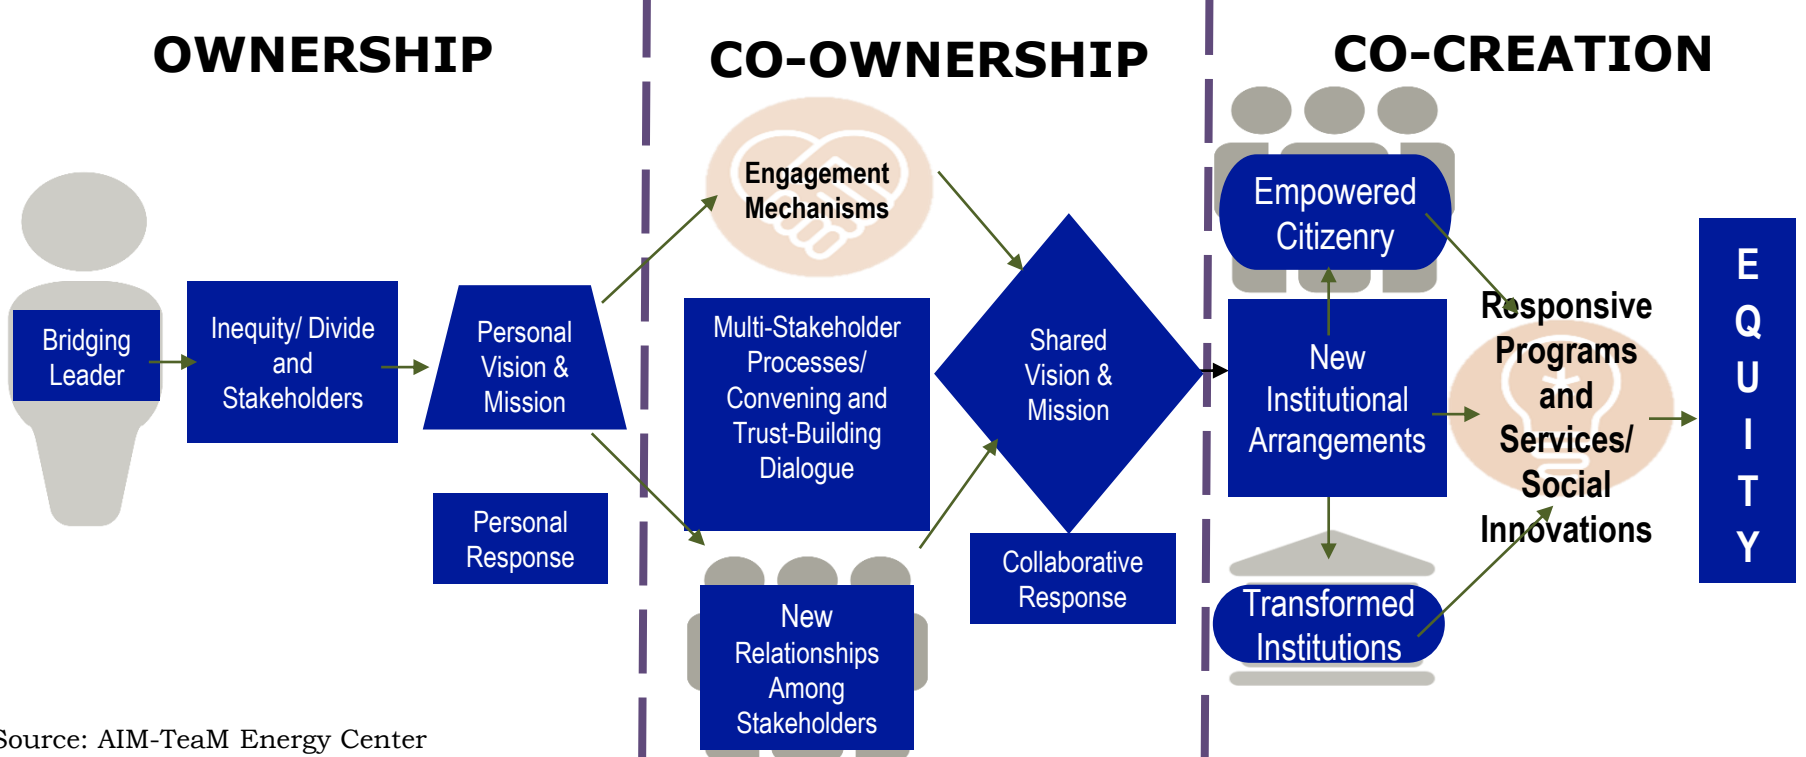 OWNERSHIP
CO-OWNERSHIP
CO-CREATION
Bridging
Leader
Inequity/ Divide
and
Stakeholders
Personal
Vision &
Mission
Personal
Response
Engagement
Mechanisms
Multi-Stakeholder
Processes/
Convening and
Trust-Building
Dialogue
New
Relationships
Among
Stakeholders
Shared
Vision &
Mission
Collaborative
Response
Empowered
Citizenry
New
Institutional
Arrangements
Transformed
Institutions
Responsive
Programs
and
Services/
Social
Innovations
E
Q
U
I
T
Y
Source: AIM-TeaM Energy Center